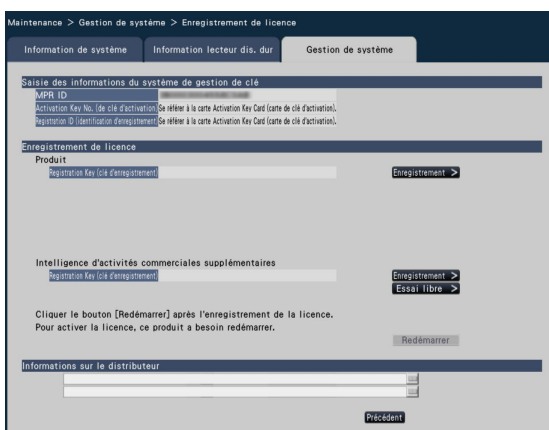 Maintenance > Gestion de système > Enregistrement de licence
Information de système Information lecteur dis. dur Gestion de système
Saisie des informations du système de gestion de clé
MPR ID
Activation Key No. (de clé d'activation) Se référer à la carte Activation Key Card (carte de clé d'activation).
Registration ID (identification d'enregistrement) Se référer à la carte Activation Key Card (carte de clé d'activation).
Enregistrement de licence
Produit
Registration Key (clé d'enregistrement) Enregistrement >
Intelligence d'activités commerciales supplémentaires
Registration Key (clé d'enregistrement) Enregistrement >
Essai libre >
Cliquer le bouton [Redémarrer] après l'enregistrement de la licence.
Pour activer la licence, ce produit a besoin redémarrer.
Redémarrer
Informations sur le distributeur
Précédent